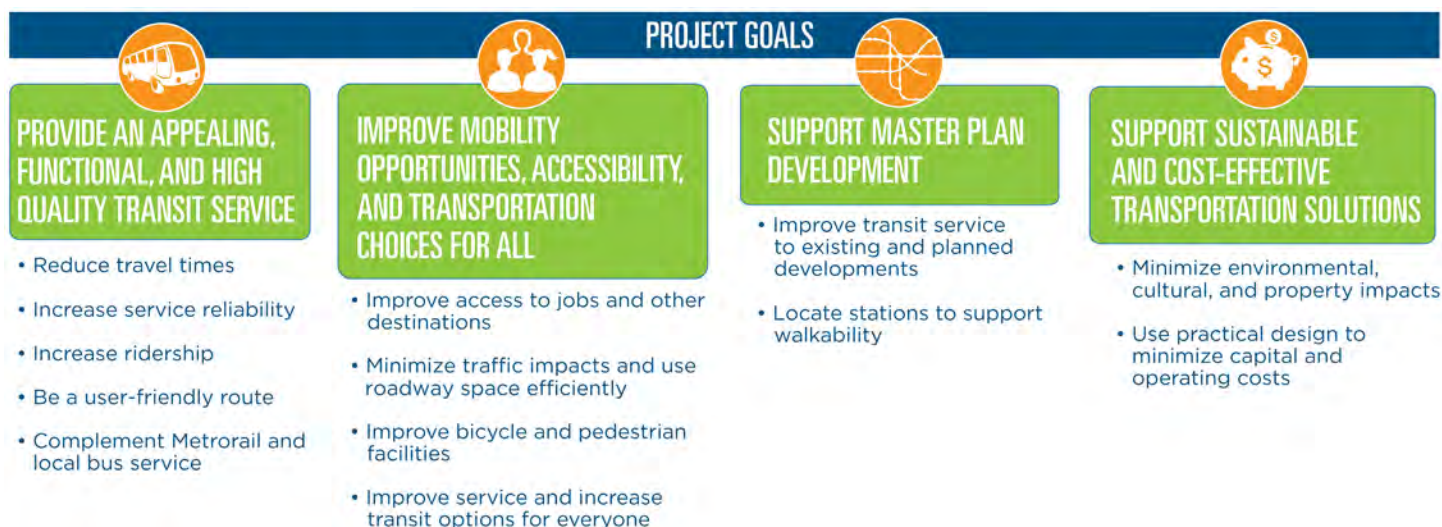 PROJECT GOALS
PROVIDE AN APPEALING,
FUNCTIONAL, AND HIGH
QUALITY TRANSIT SERVICE
• Reduce travel times
• Increase service reliability
• Increase ridership
• Be a user-friendly route
• Complement Metrorail and
local bus service
IMPROVE MOBILITY
OPPORTUNITIES, ACCESSIBILITY,
AND TRANSPORTATION
CHOICES FOR ALL
• Improve access to jobs and other
destinations
• Minimize traffic impacts and use
roadway space efficiently
• Improve bicycle and pedestrian
facilities
• Improve service and increase
transit options for everyone
SUPPORT MASTER PLAN
DEVELOPMENT
• Improve transit service
to existing and planned
developments
• Locate stations to support
walkability
$
$
SUPPORT SUSTAINABLE
AND COST-EFFECTIVE
TRANSPORTATION SOLUTIONS
• Minimize environmental,
cultural, and property impacts
• Use practical design to
minimize capital and
operating costs